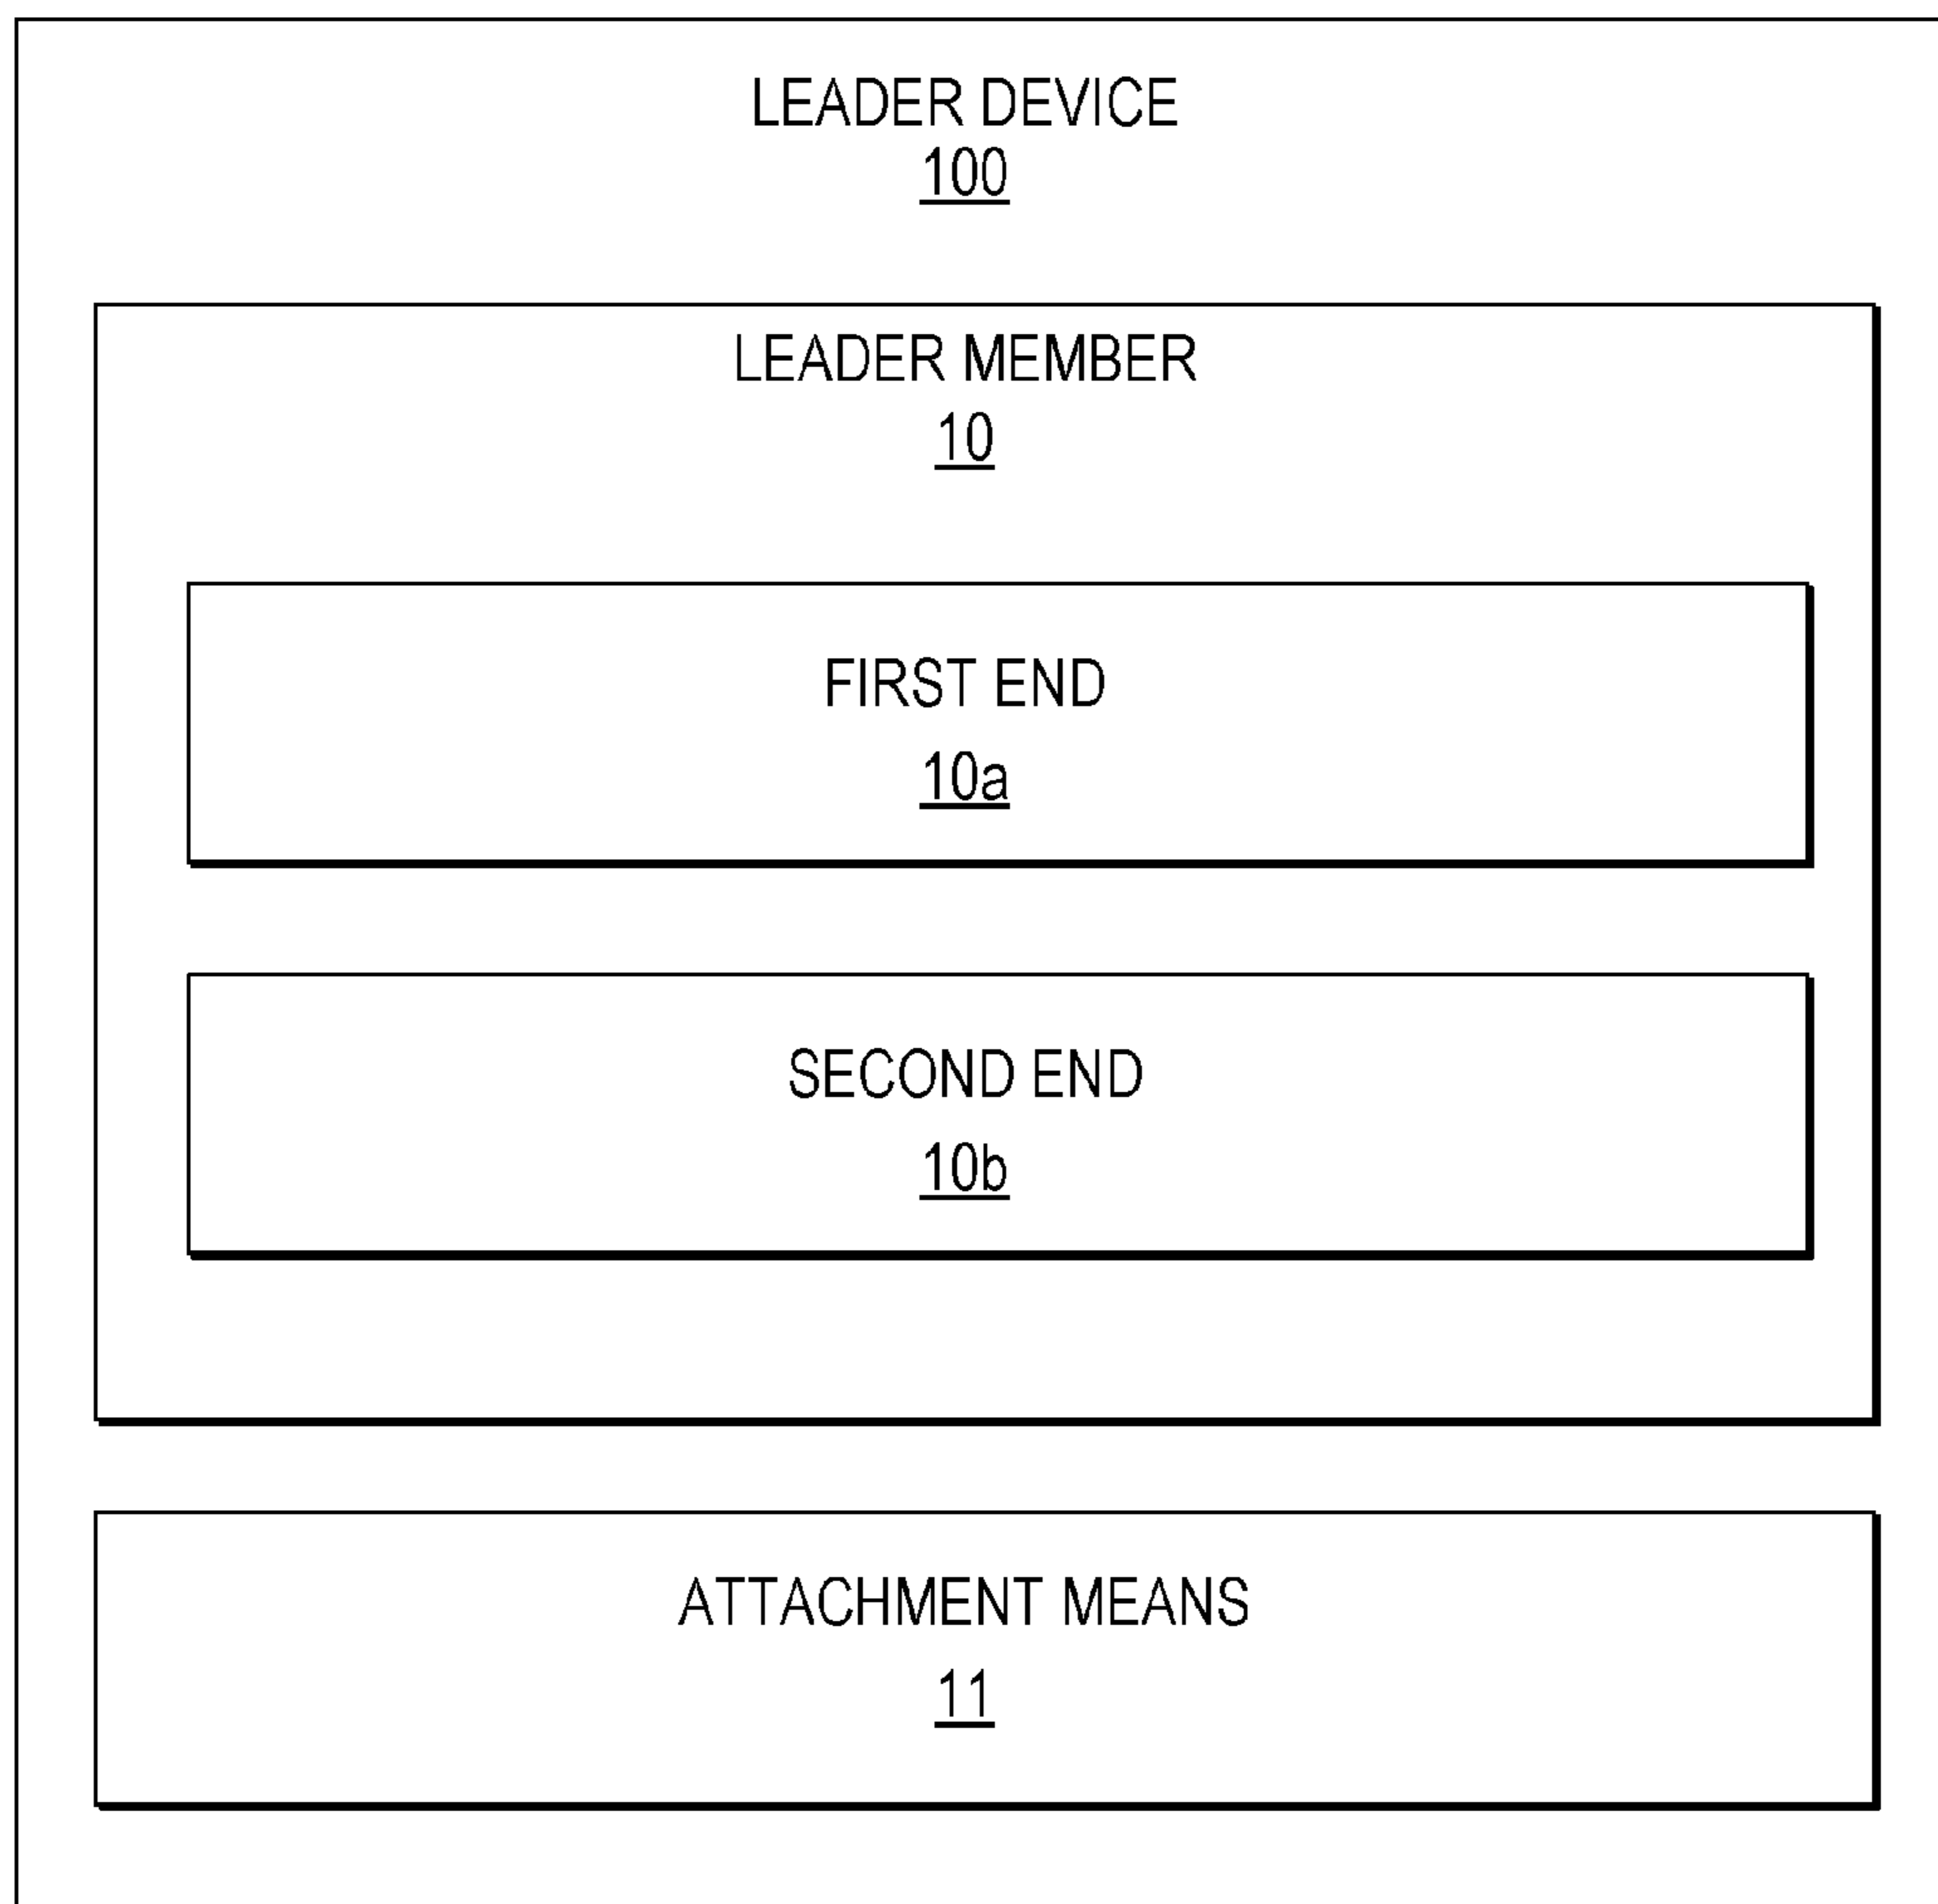 LEADER DEVICE
100
LEADER MEMBER
10
FIRST END
10a
SECOND END
10b
ATTACHMENT MEANS
11